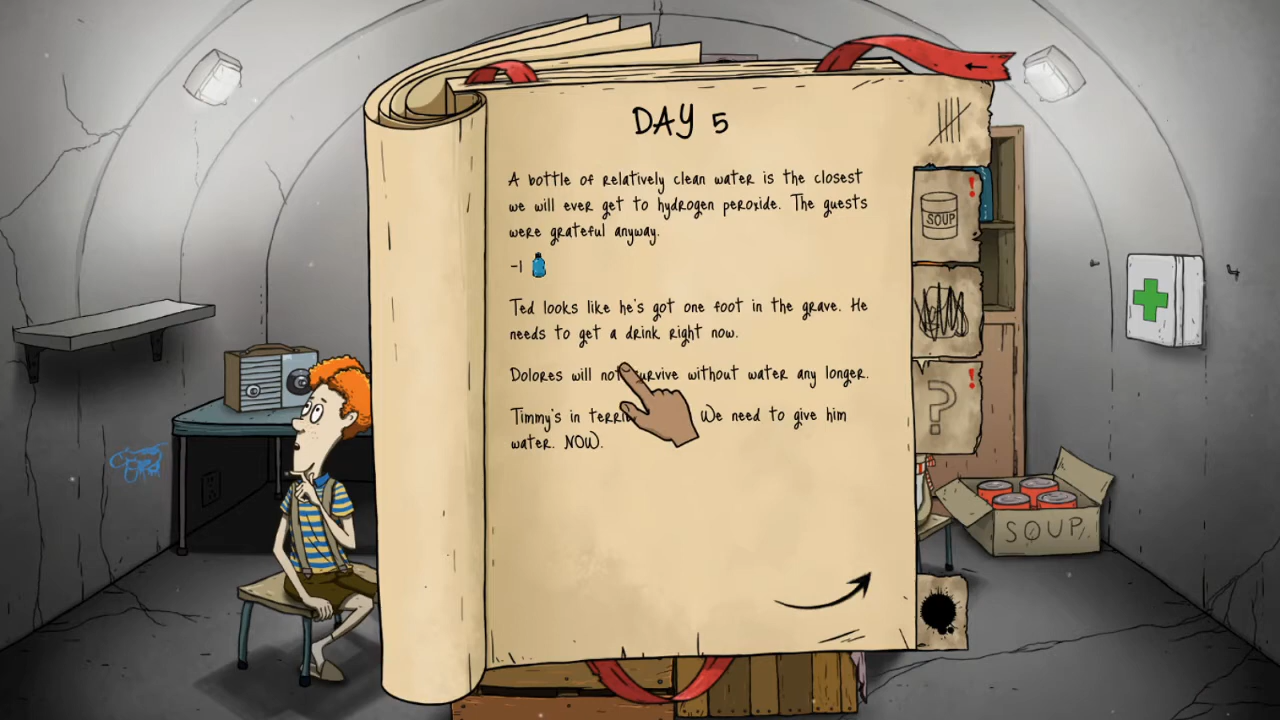 DAY 5
A bottle of relatively clean water is the closest
we will ever get to hydrogen peroxide. The guests
were grateful anyway.
-1
Ted looks like he's got one foot in the grave. He
needs to get a drink right now.
Dolores will not survive without water any longer.
Timmy's in We need to give him
water. NOW.
SOUP
?
SOUP